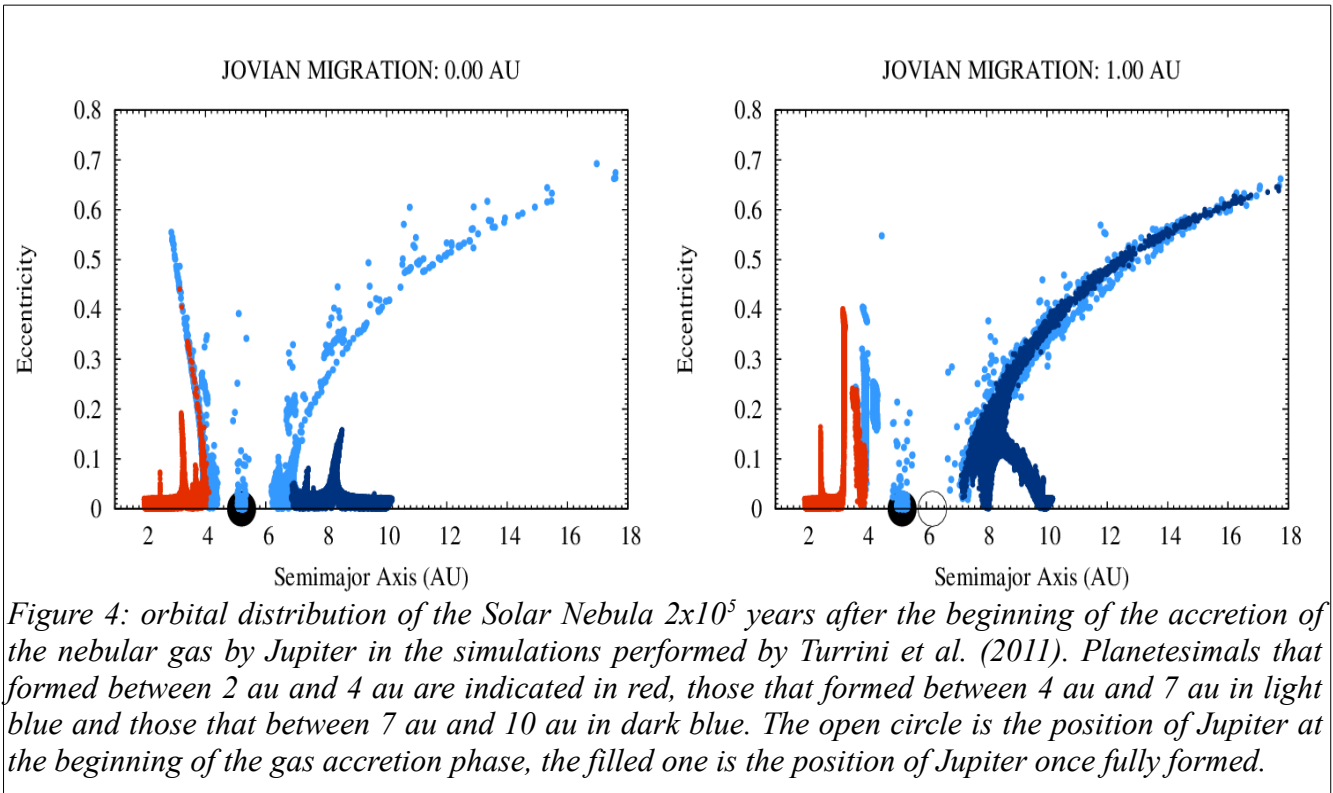 JOVIAN MIGRATION: 0.00 AU
JOVIAN MIGRATION: 1.00 AU
0.8
0.7
0.6
0.5
0.4
0.3
0.2
0.1
0
Eccentricity
2 4 6 8 10 12 14 16 18
Semimajor Axis (AU)
0.8
0.7
0.6
0.5
0.4
0.3
0.2
0.1
0
Eccentricity
2 4 6 8 10 12 14 16 18
Semimajor Axis (AU)
Figure 4: orbital distribution of the Solar Nebula 2x10⁵ years after the beginning of the accretion of
the nebular gas by Jupiter in the simulations performed by Turrini et al. (2011). Planetesimals that
formed between 2 au and 4 au are indicated in red, those that formed between 4 au and 7 au in light
blue and those that between 7 au and 10 au in dark blue. The open circle is the position of Jupiter at
the beginning of the gas accretion phase, the filled one is the position of Jupiter once fully formed.